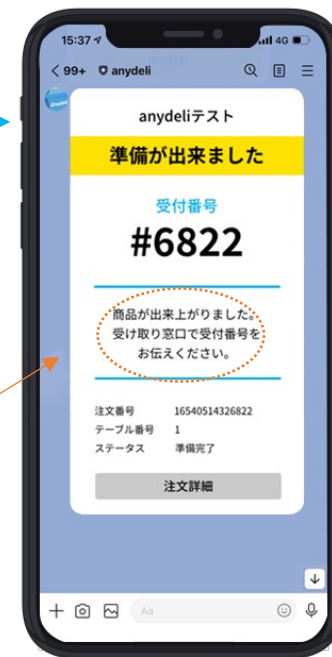 15:37
4G
99+ anydeli
anydeliテスト
準備が出来ました
受付番号
#6822
商品が出来上がりました。
受け取り窓口で受付番号を
お伝えください。
注文番号 16540514326822
テーブル番号 1
ステータス 準備完了
注文詳細
Aa